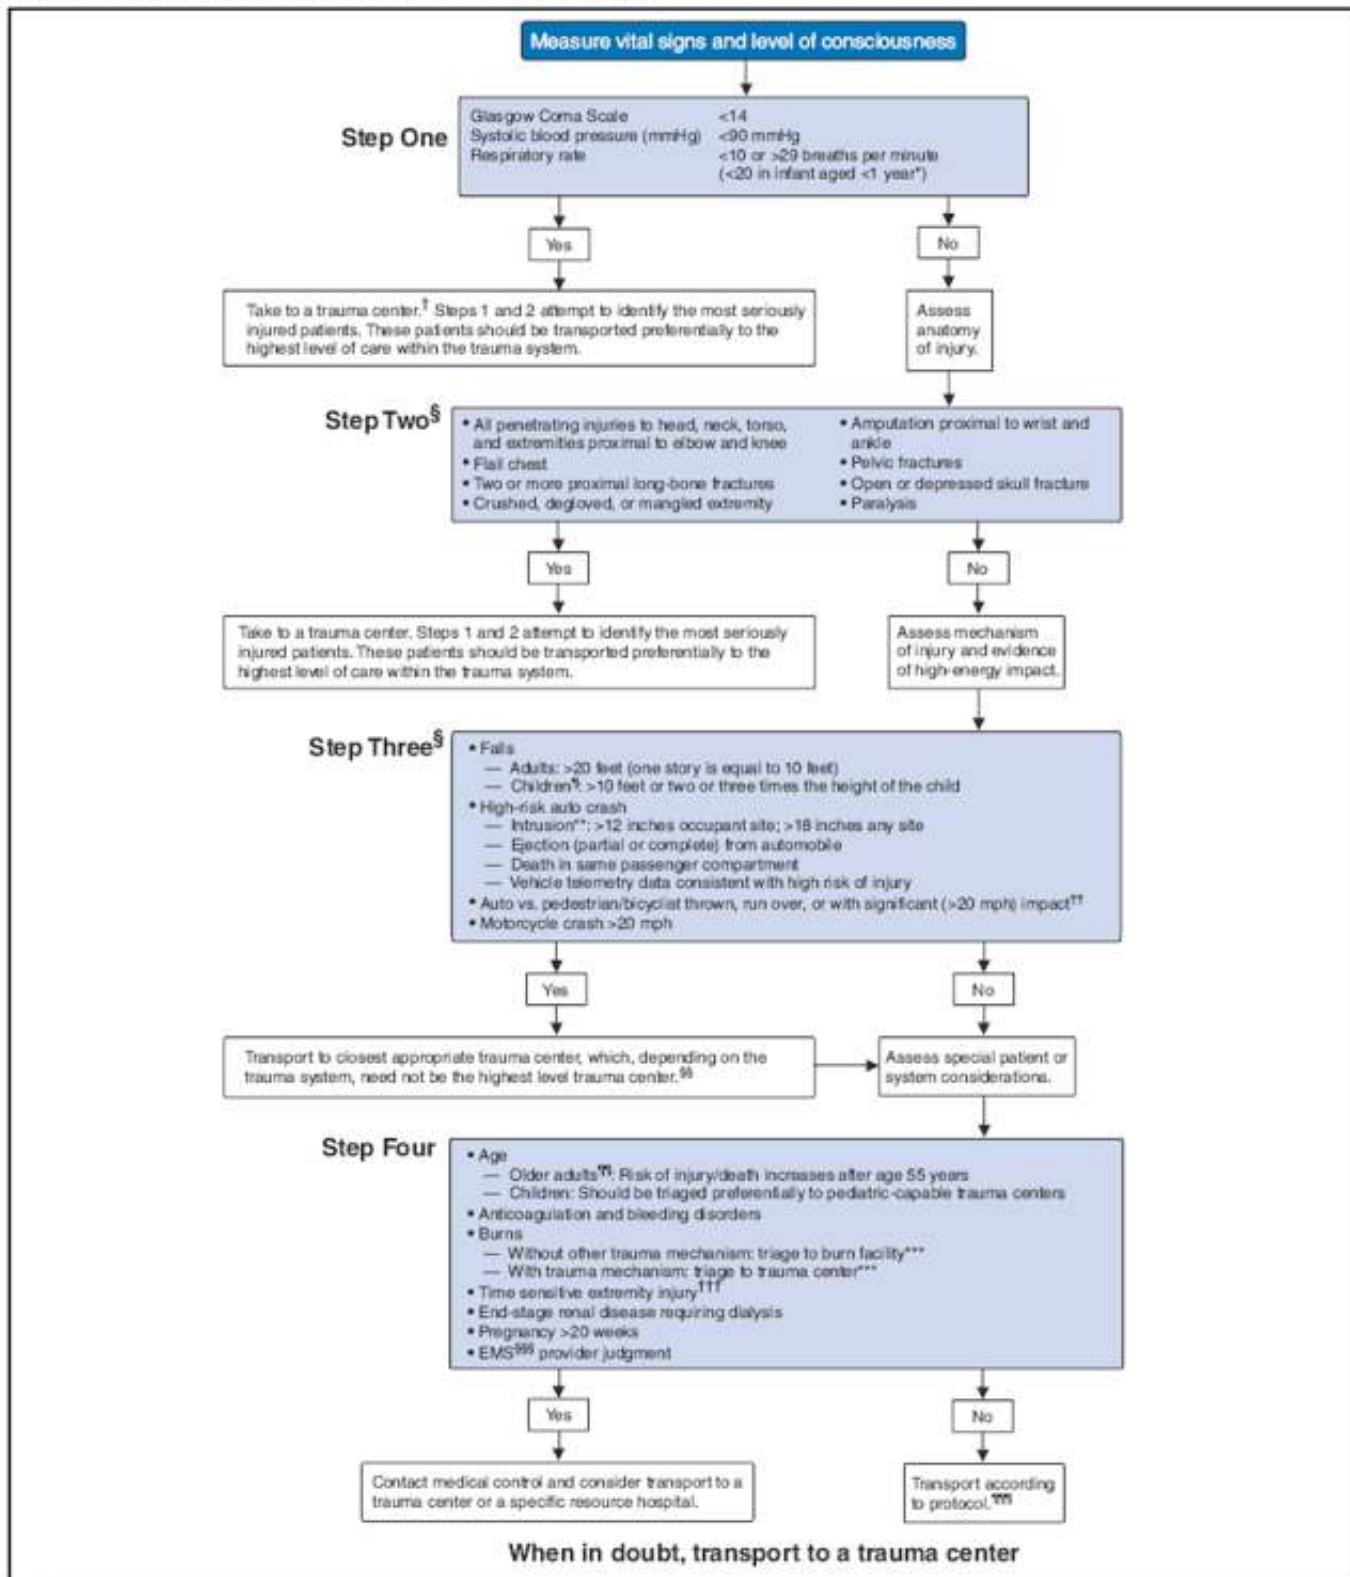 Measure vital signs and level of consciousness
Step One
Glasgow Coma Scale <14
Systolic blood pressure (mmHg) <90 mmHg
Respiratory rate <10 or >29 breaths per minute
(<20 in infant aged <1 year*)
Yes
No
Take to a trauma center.† Steps 1 and 2 attempt to identify the most seriously
injured patients. These patients should be transported preferentially to the
highest level of care within the trauma system.
Assess
anatomy
of injury.
Step Two§
• All penetrating injuries to head, neck, torso,
and extremities proximal to elbow and knee
• Flail chest
• Two or more proximal long-bone fractures
• Crushed, degloved, or mangled extremity
• Amputation proximal to wrist and
ankle
• Pelvic fractures
• Open or depressed skull fracture
• Paralysis
Yes
No
Take to a trauma center. Steps 1 and 2 attempt to identify the most seriously
injured patients. These patients should be transported preferentially to the
highest level of care within the trauma system.
Assess mechanism
of injury and evidence
of high-energy impact.
Step Three§
• Falls
— Adults: >20 feet (one story is equal to 10 feet)
— Children¶: >10 feet or two or three times the height of the child
• High-risk auto crash
— Intrusion**: >12 inches occupant site; >18 inches any site
— Ejection (partial or complete) from automobile
— Death in same passenger compartment
— Vehicle telemetry data consistent with high risk of injury
• Auto vs. pedestrian/bicyclist thrown, run over, or with significant (>20 mph) impact††
• Motorcycle crash >20 mph
Yes
No
Transport to closest appropriate trauma center, which, depending on the
trauma system, need not be the highest level trauma center.§§
Assess special patient or
system considerations.
Step Four
• Age
— Older adults¶¶: Risk of injury/death increases after age 55 years
— Children: Should be triaged preferentially to pediatric-capable trauma centers
• Anticoagulation and bleeding disorders
• Burns
— Without other trauma mechanism: triage to burn facility***
— With trauma mechanism: triage to trauma center***
• Time sensitive extremity injury†††
• End-stage renal disease requiring dialysis
• Pregnancy >20 weeks
• EMS§§§ provider judgment
Yes
No
Contact medical control and consider transport to a
trauma center or a specific resource hospital.
Transport according
to protocol.¶¶¶
When in doubt, transport to a trauma center